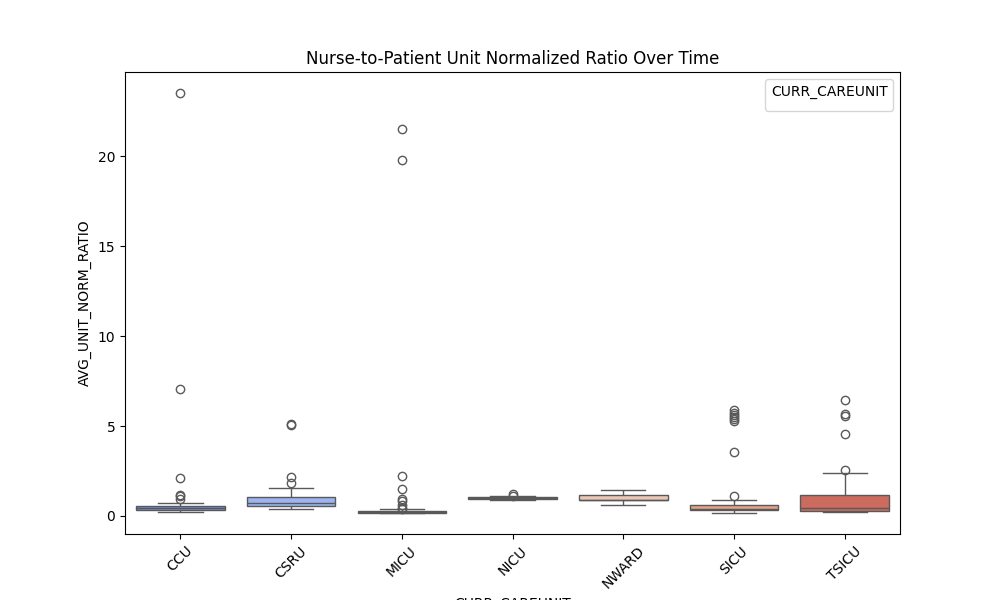 Nurse-to-Patient Unit Normalized Ratio Over Time
CURR_CAREUNIT
AVG_UNIT_NORM_RATIO
20
15
10
5
0
CCU
CSRU
MICU
NICU
NWARD
SICU
TSICU
CURR_CAREUNIT